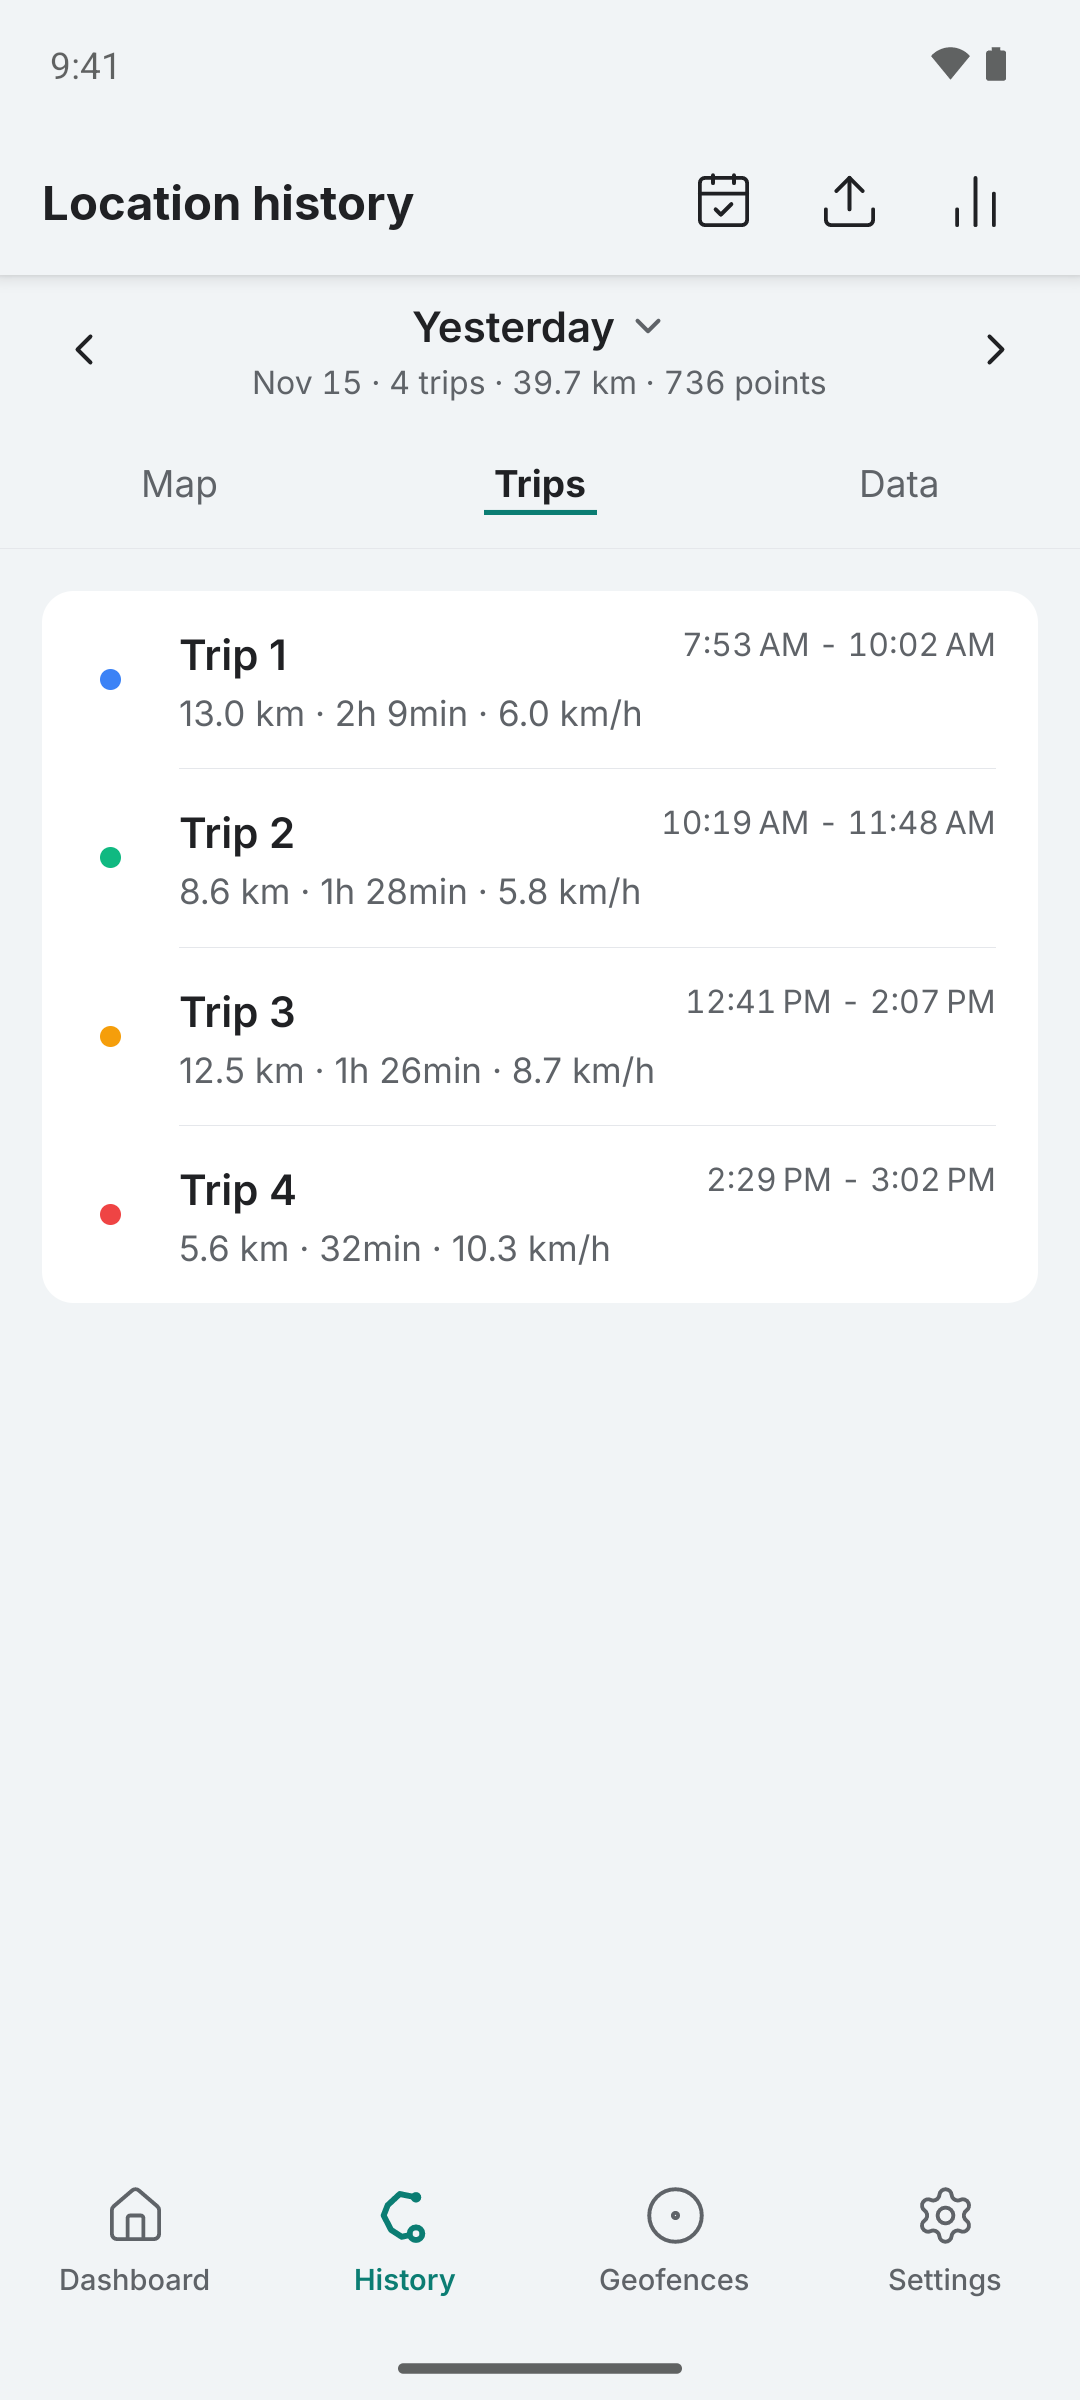 9:41
Location history
Yesterday
Nov 15 · 4 trips · 39.7 km · 736 points
Map
Trips
Data
Trip 1
7:53 AM - 10:02 AM
13.0 km · 2h 9min · 6.0 km/h
Trip 2
10:19 AM - 11:48 AM
8.6 km · 1h 28min · 5.8 km/h
Trip 3
12:41 PM - 2:07 PM
12.5 km · 1h 26min · 8.7 km/h
Trip 4
2:29 PM - 3:02 PM
5.6 km · 32min · 10.3 km/h
Dashboard
History
Geofences
Settings